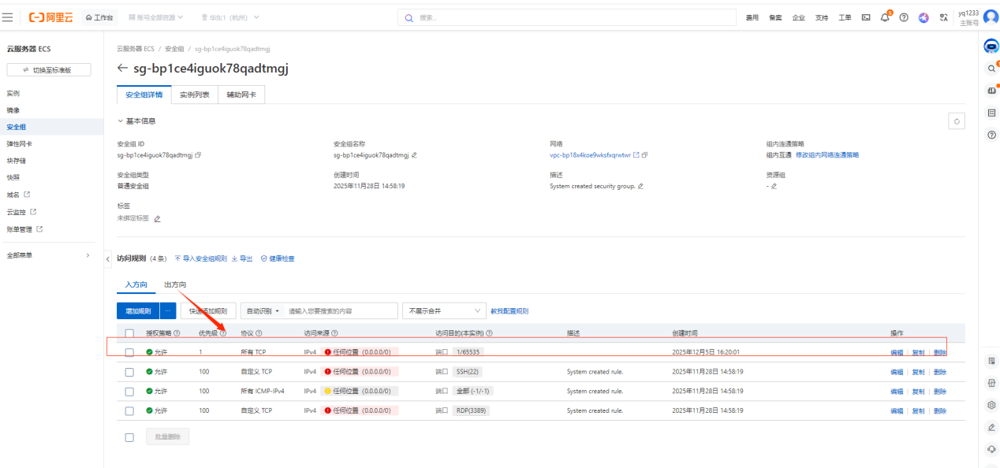 阿里云 工作台 账号全部资源 华东1（杭州） 搜索... 费用 备案 企业 支持 工单 5 yq1233
主账号
云服务器 ECS
切换至标准版
实例
镜像
安全组
弹性网卡
块存储
快照
域名
云监控
账单管理
全部菜单
云服务器 ECS / 安全组 / sg-bp1ce4iguok78qadtmgj
← sg-bp1ce4iguok78qadtmgj
安全组详情 实例列表 辅助网卡
基本信息
安全组 ID 安全组名称 网络 组内连通策略
sg-bp1ce4iguok78qadtmgj sg-bp1ce4iguok78qadtmgj vpc-bp18x4koe9wksfxqrwtwr 组内互通 修改组内网络连通策略
安全组类型 创建时间 描述 资源组
普通安全组 2025年11月28日 14:58:19 System created security group. -
标签
未绑定标签
访问规则 (4 条) 导入安全组规则 导出 健康检查
入方向 出方向
增加规则 ... 快速添加规则 自动识别 请输入您要搜索的内容 不展示合并 教我配置规则
授权策略 优先级 协议 访问来源 访问目的(本实例) 描述 创建时间 操作
允许 1 所有 TCP IPv4 任何位置 (0.0.0.0/0) 端口 1/65535 2025年12月5日 16:20:01 编辑 | 复制 | 删除
允许 100 自定义 TCP IPv4 任何位置 (0.0.0.0/0) 端口 SSH(22) System created rule. 2025年11月28日 14:58:19 编辑 | 复制 | 删除
允许 100 所有 ICMP-IPv4 IPv4 任何位置 (0.0.0.0/0) 端口 全部 (-1/-1) System created rule. 2025年11月28日 14:58:19 编辑 | 复制 | 删除
允许 100 自定义 TCP IPv4 任何位置 (0.0.0.0/0) 端口 RDP(3389) System created rule. 2025年11月28日 14:58:19 编辑 | 复制 | 删除
批量删除